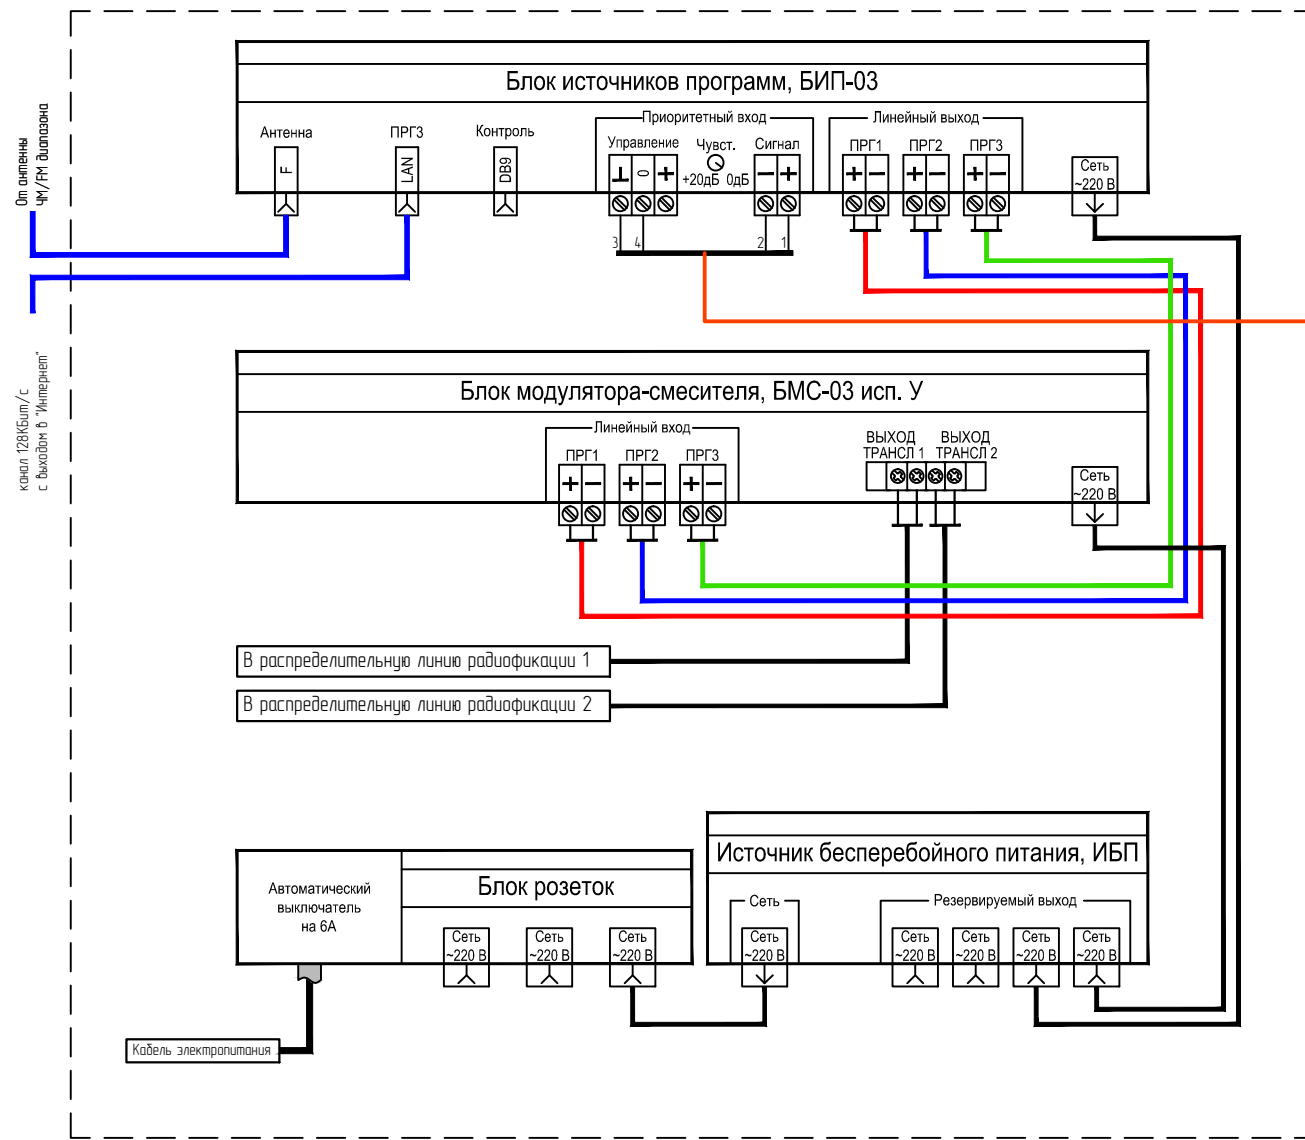 От антенны
ЧМ/FM диапазона
канал 128КБит/с
с выходом в "Интернет"
Блок источников программ, БИП-03
Антенна
F
ПРГ3
LAN
Контроль
DB9
Приоритетный вход
Управление
Чувст.
Сигнал
⊥ 0 +
+20дБ 0дБ
− +
Линейный выход
ПРГ1 ПРГ2 ПРГ3
+ − + − + −
Сеть
~220 В
3 4 2 1
Блок модулятора-смесителя, БМС-03 исп. У
Линейный вход
ПРГ1 ПРГ2 ПРГ3
+ − + − + −
ВЫХОД
ТРАНСЛ 1
ВЫХОД
ТРАНСЛ 2
Сеть
~220 В
В распределительную линию радиофикации 1
В распределительную линию радиофикации 2
Автоматический
выключатель
на 6А
Блок розеток
Сеть
~220 В
Сеть
~220 В
Сеть
~220 В
Источник бесперебойного питания, ИБП
Сеть
Сеть
~220 В
Резервируемый выход
Сеть
~220 В
Сеть
~220 В
Сеть
~220 В
Сеть
~220 В
Кабель электропитания